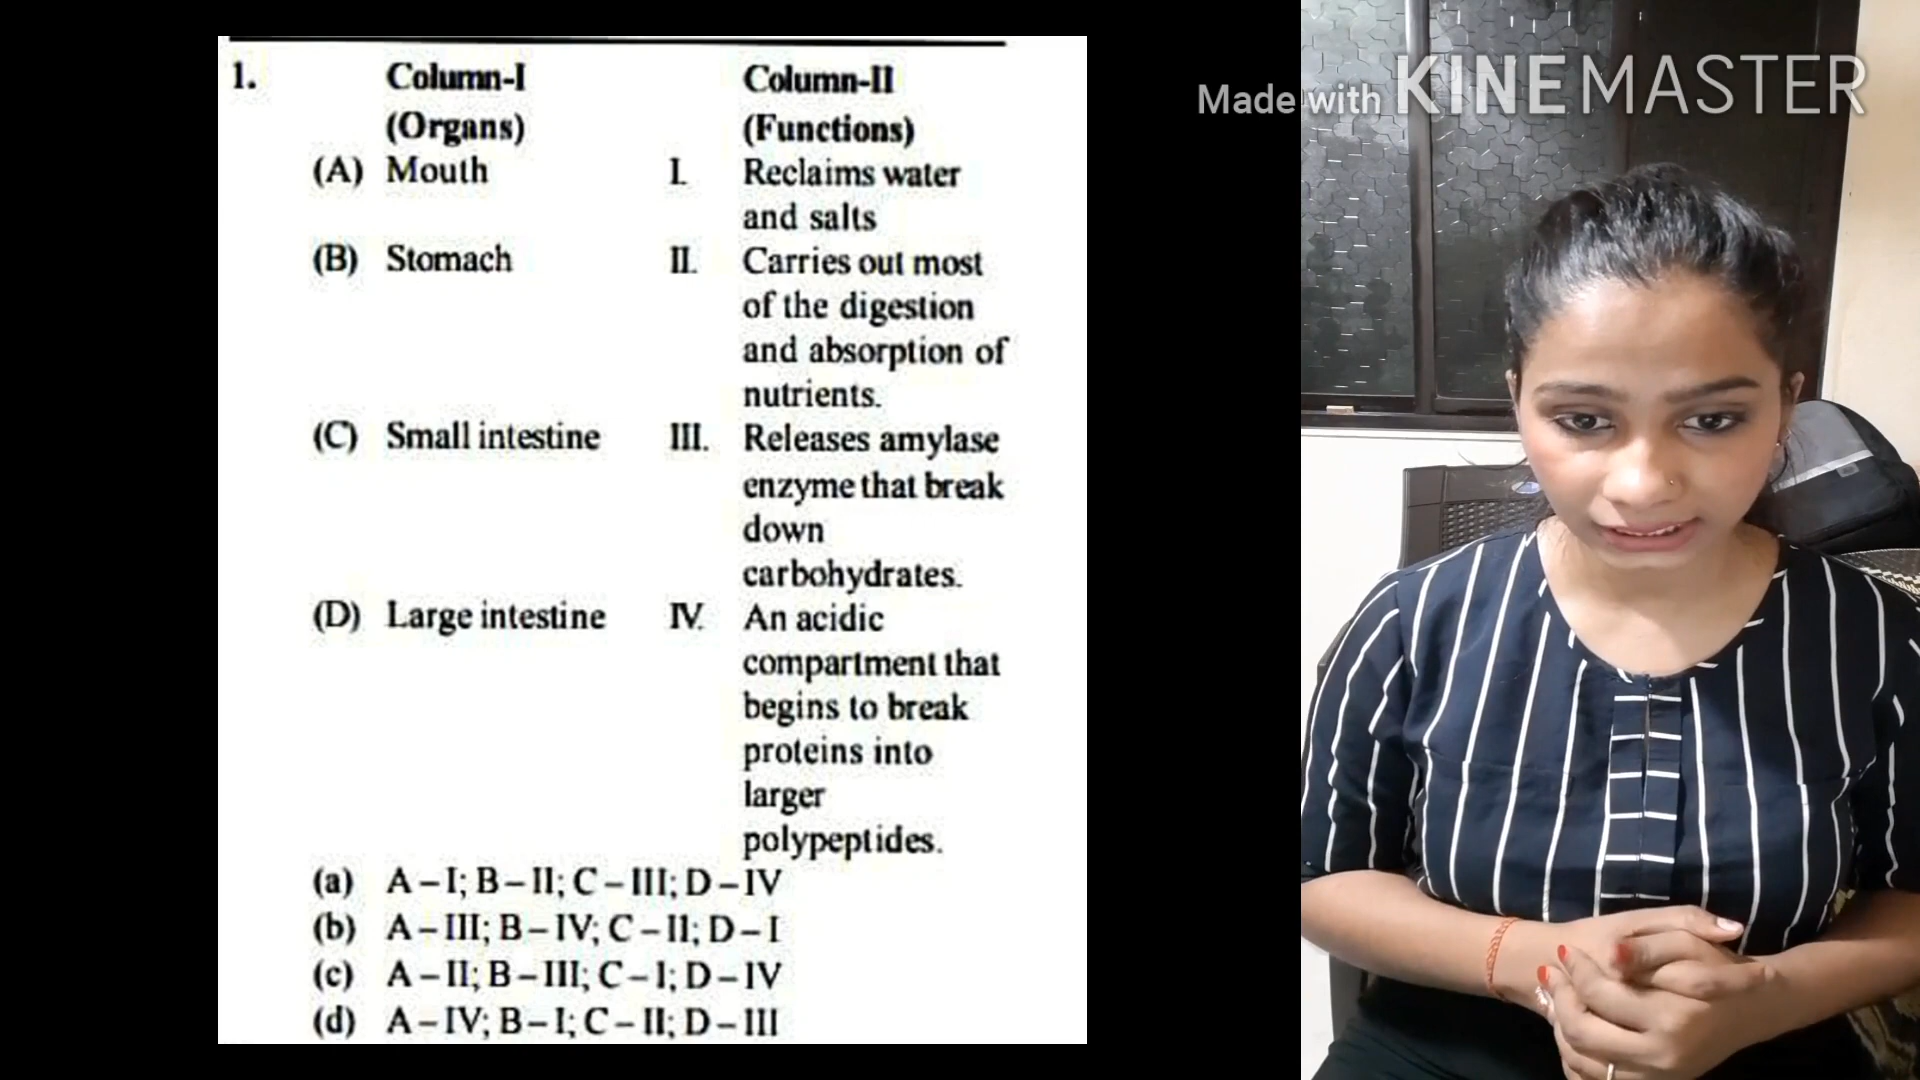 1. Column-I Column-II
(Organs) (Functions)
(A) Mouth I. Reclaims water
and salts
(B) Stomach II. Carries out most
of the digestion
and absorption of
nutrients.
(C) Small intestine III. Releases amylase
enzyme that break
down
carbohydrates.
(D) Large intestine IV. An acidic
compartment that
begins to break
proteins into
larger
polypeptides.
(a) A – I; B – II; C – III; D – IV
(b) A – III; B – IV; C – II; D – I
(c) A – II; B – III; C – I; D – IV
(d) A – IV; B – I; C – II; D – III
Made with KINEMASTER